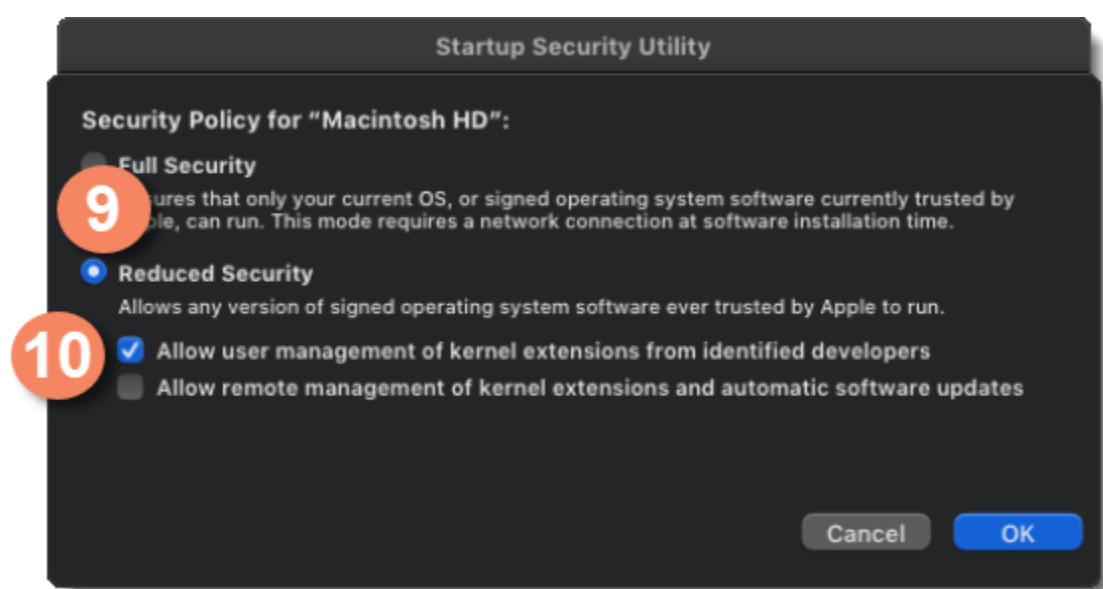 Startup Security Utility
Security Policy for “Macintosh HD”:
Full Security
9
ures that only your current OS, or signed operating system software currently trusted by
ple, can run. This mode requires a network connection at software installation time.
Reduced Security
Allows any version of signed operating system software ever trusted by Apple to run.
10
Allow user management of kernel extensions from identified developers
Allow remote management of kernel extensions and automatic software updates
Cancel OK